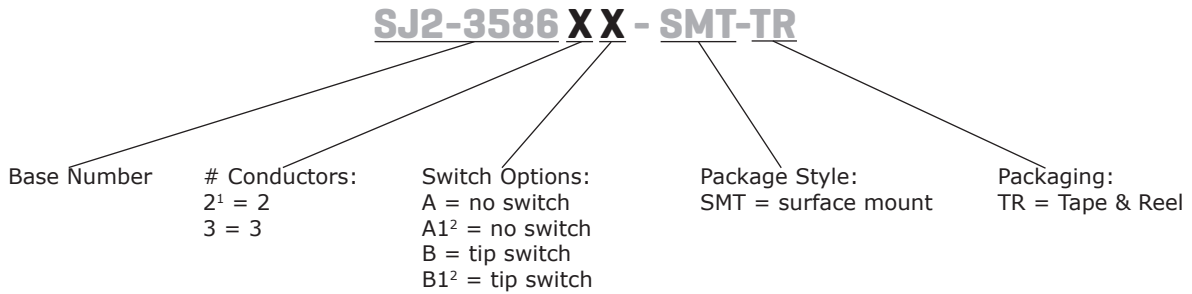 SJ2-3586 X X - SMT-TR
Base Number
# Conductors:
2¹ = 2
3 = 3
Switch Options:
A = no switch
A1² = no switch
B = tip switch
B1² = tip switch
Package Style:
SMT = surface mount
Packaging:
TR = Tape & Reel